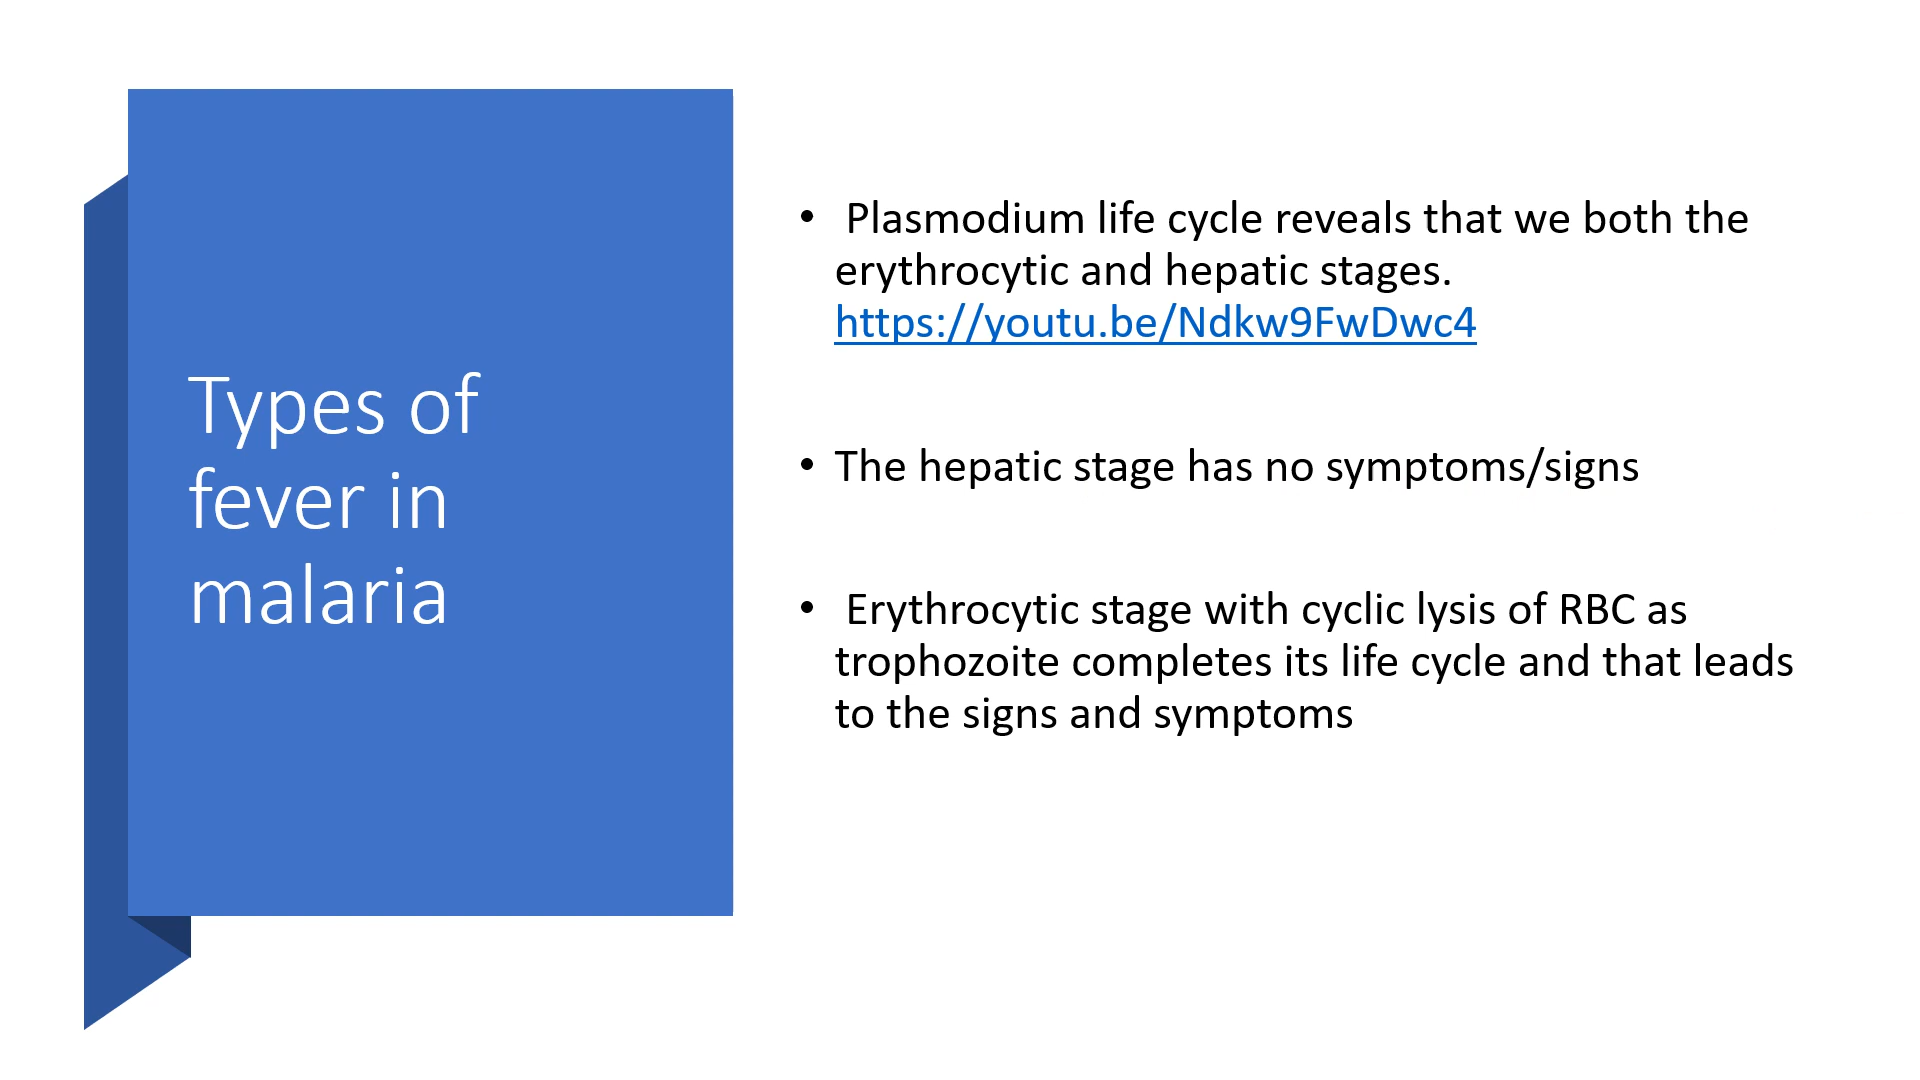 Types of
fever in
malaria
• Plasmodium life cycle reveals that we both the
erythrocytic and hepatic stages.
https://youtu.be/Ndkw9FwDwc4
• The hepatic stage has no symptoms/signs
• Erythrocytic stage with cyclic lysis of RBC as
trophozoite completes its life cycle and that leads
to the signs and symptoms